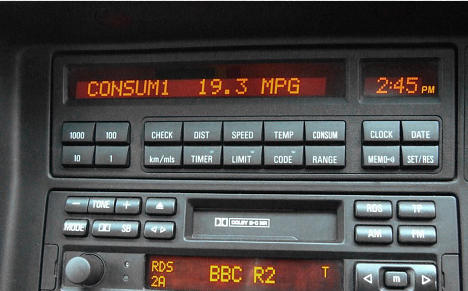 CONSUM1 19.3 MPG 2:45 PM
1000 100 CHECK DIST SPEED TEMP CONSUM CLOCK DATE
10 1 km/mls TIMER LIMIT CODE RANGE MEMO SET/RES
- TONE + RDS TP
DOLBY B-C NR
MODE SB AM FM
RDS BBC R2 T
2A
m